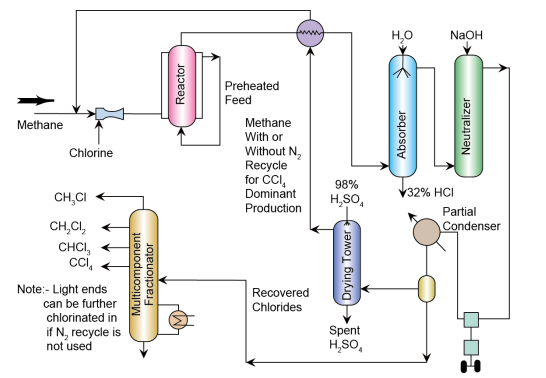 H₂O
NaOH
Reactor
Preheated
Feed
Methane
Chlorine
Methane
With or
Without N₂
Recycle
for CCl₄
Dominant
Production
Absorber
Neutralizer
32% HCl
98%
H₂SO₄
Partial
Condenser
CH₃Cl
CH₂Cl₂
CHCl₃
CCl₄
Multicomponent
Fractionator
Drying Tower
Recovered
Chlorides
Spent
H₂SO₄
Note:- Light ends
can be further
chlorinated in
if N₂ recycle is
not used